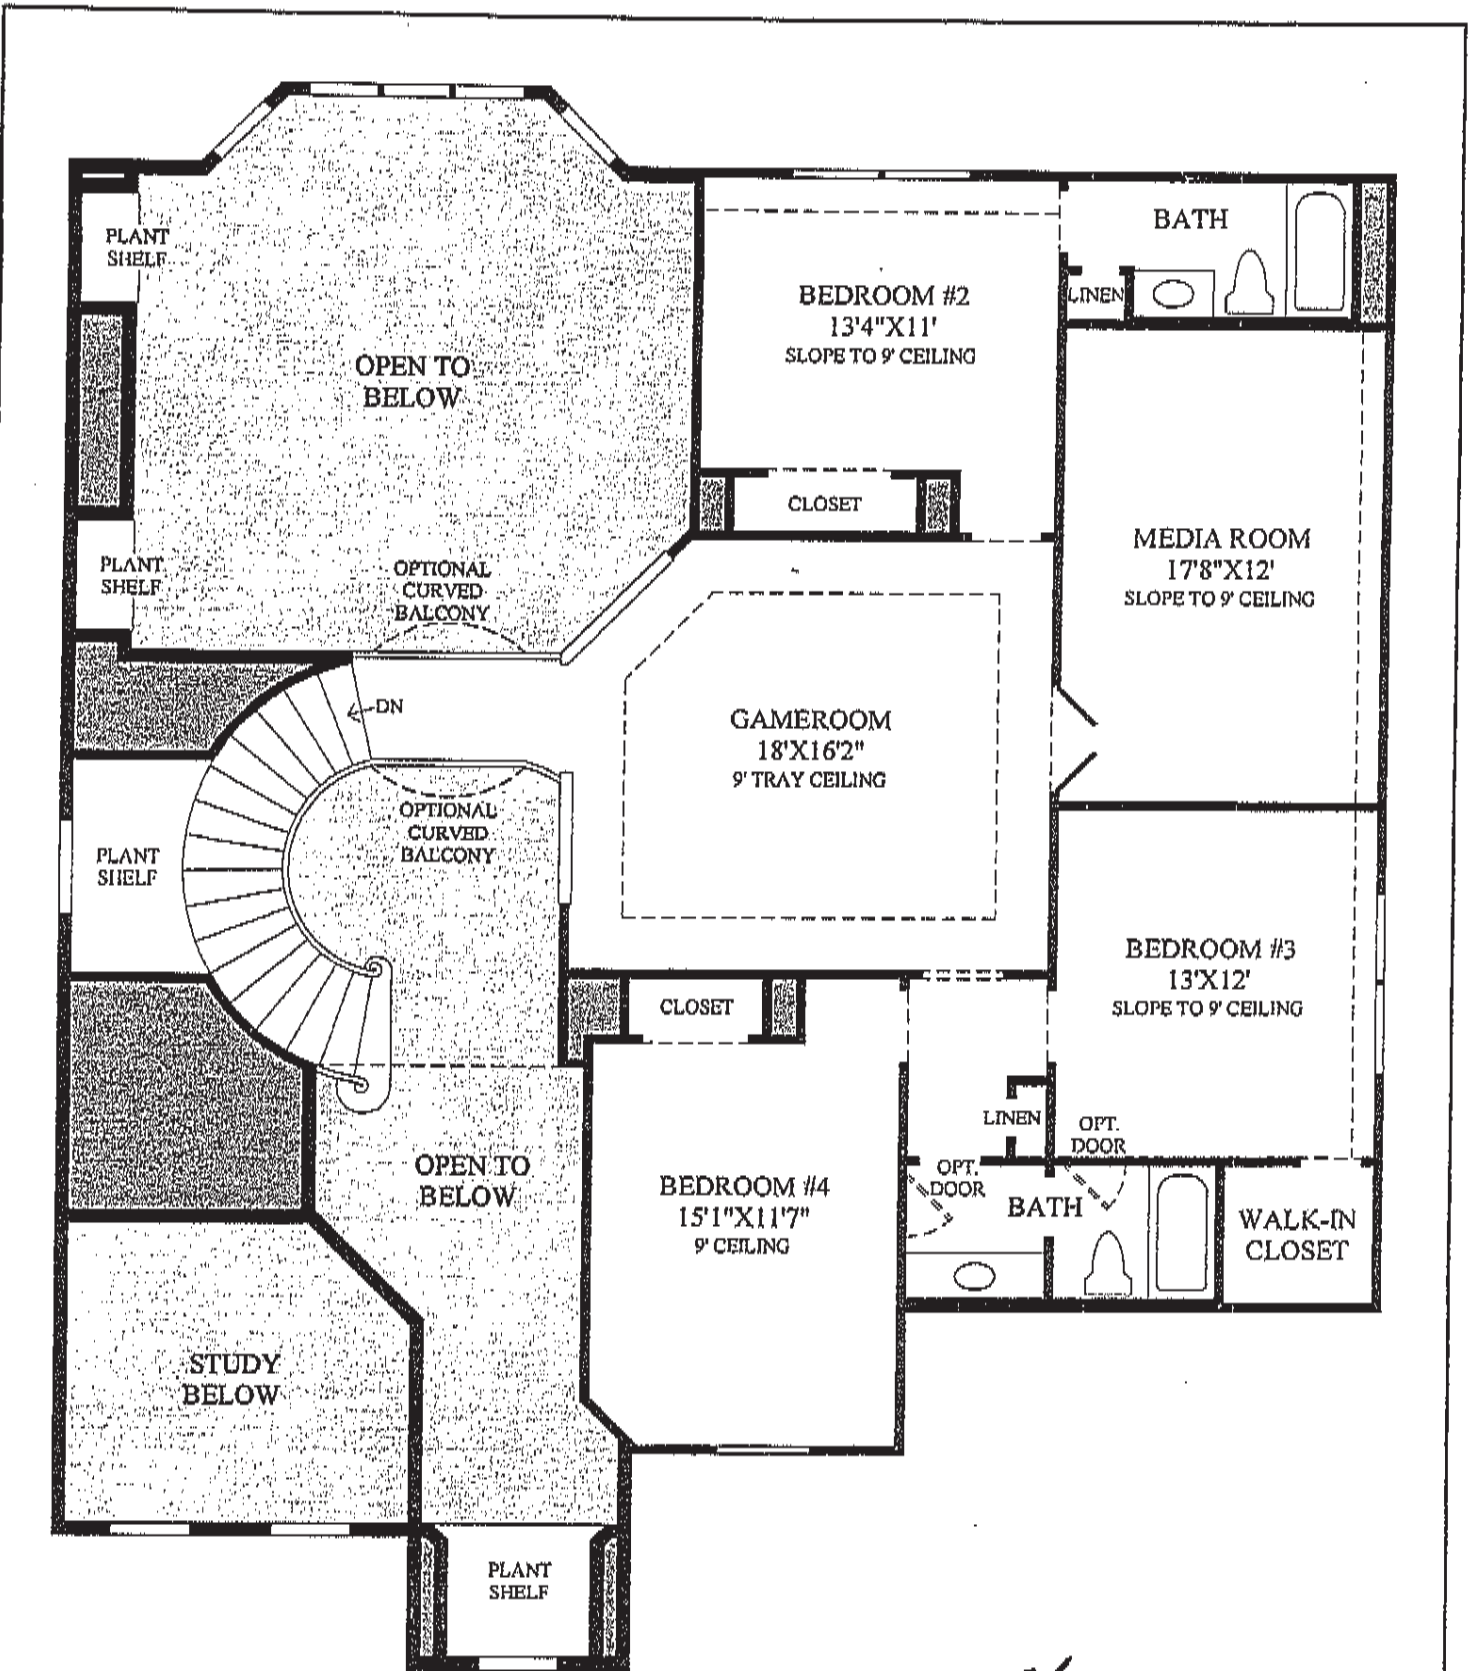 BATH
PLANT
SHELF
LINEN
BEDROOM #2
13'4"X11'
SLOPE TO 9' CEILING
OPEN TO
BELOW
CLOSET
MEDIA ROOM
17'8"X12'
SLOPE TO 9' CEILING
PLANT
SHELF
OPTIONAL
CURVED
BALCONY
DN
GAMEROOM
18'X16'2"
9' TRAY CEILING
OPTIONAL
CURVED
BALCONY
PLANT
SHELF
BEDROOM #3
13'X12'
SLOPE TO 9' CEILING
CLOSET
LINEN
OPT.
DOOR
OPT.
DOOR
OPEN TO
BELOW
BEDROOM #4
15'1"X11'7"
9' CEILING
BATH
WALK-IN
CLOSET
STUDY
BELOW
PLANT
SHELF